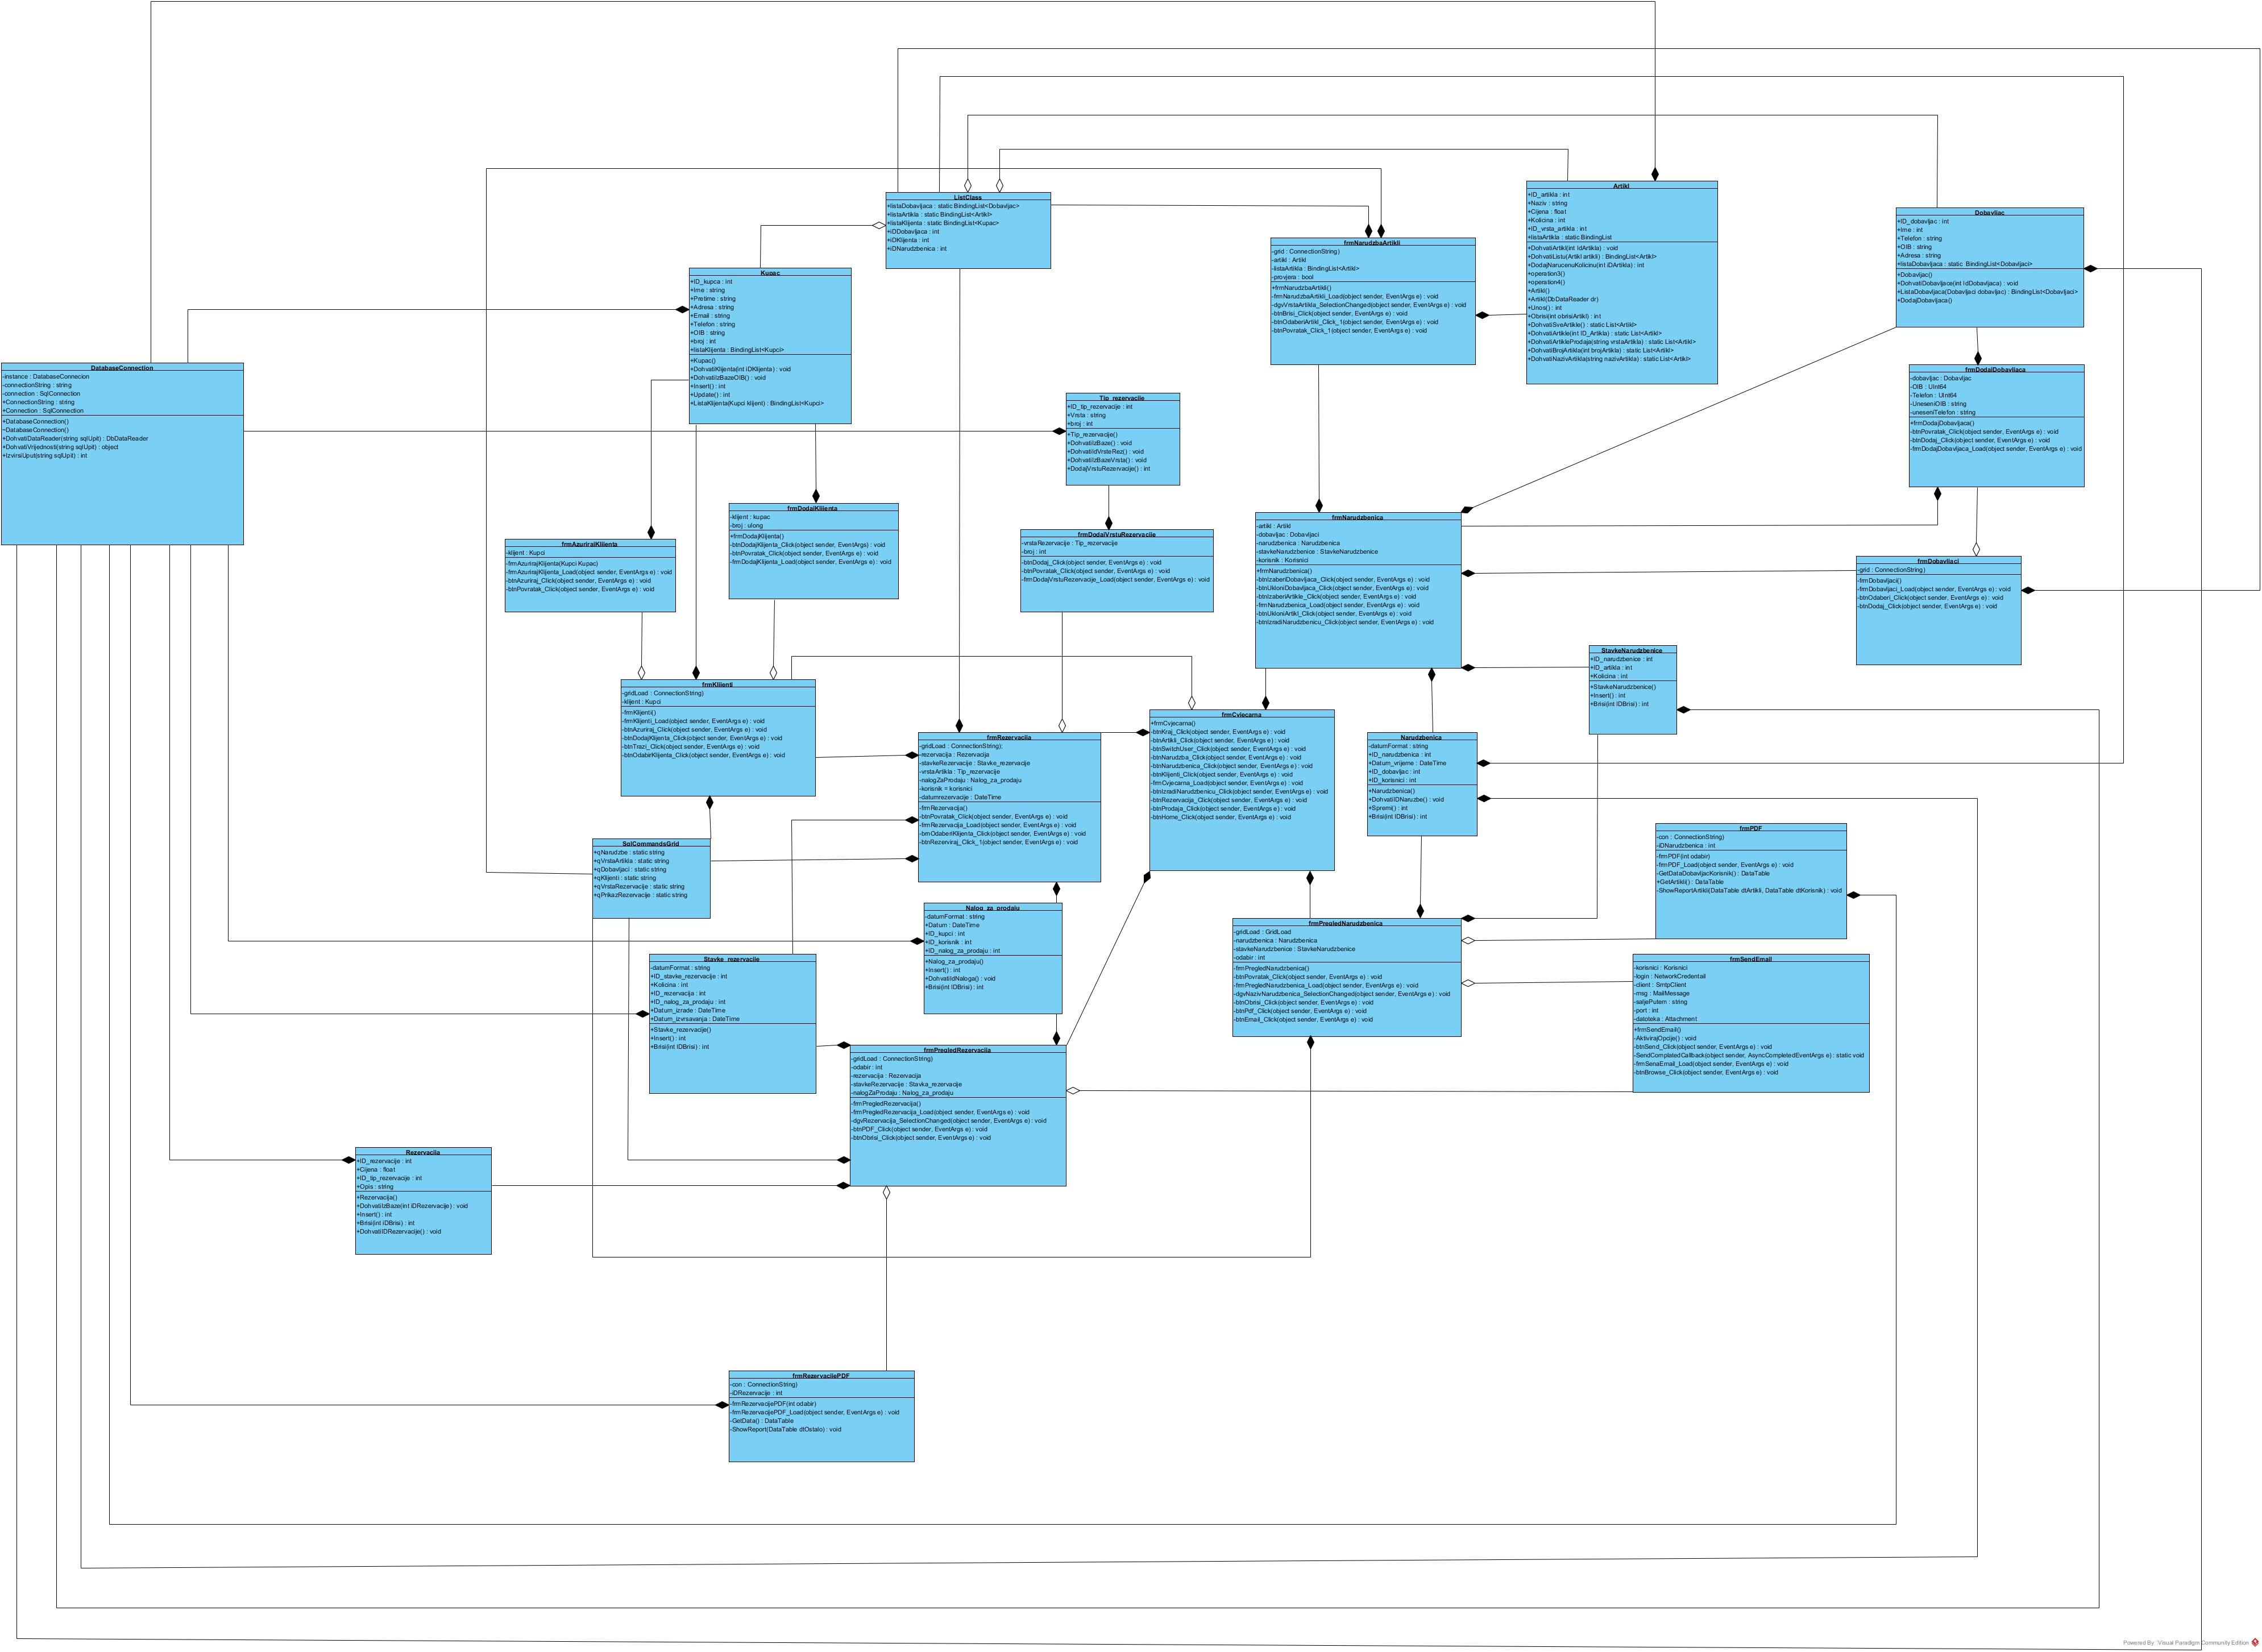 ListClass
+listaDobavljaca : static BindingList<Dobavljac>
+listaArtikla : static BindingList<Artikl>
+listaKlijenta : static BindingList<Kupac>
+iDDobavljaca : int
+iDKlijenta : int
+iDNarudzbenica : int
Artikl
+ID_artikla : int
+Naziv : string
+Cijena : float
+Kolicina : int
+ID_vrsta_artikla : int
+listaArtikla : static BindingList
+DohvatiArtikl(int IdArtikla) : void
+DohvatiListu(Artikl artikli) : BindingList<Artikl>
+DodajNarucenuKolicinu(int iDArtikla) : int
+operation3()
+operation4()
+Artikl()
+Artikl(DbDataReader dr)
+Unos() : int
+Obrisi(int obrisiArtikl) : int
+DohvatiSveArtikle() : static List<Artikl>
+DohvatiArtikle(int ID_Artikla) : static List<Artikl>
+DohvatiArtikleProdaja(string vrstaArtikla) : static List<Artikl>
+DohvatiBrojArtikla(int brojArtikla) : static List<Artikl>
+DohvatiNazivArtikla(string nazivArtikla) : static List<Artikl>
Dobavljac
+ID_dobavljac : int
+Ime : int
+Telefon : string
+OIB : string
+Adresa : string
+listaDobavljaca : static BindingList<Dobavljaci>
+Dobavljac()
+DohvatiDobavljace(int IdDobavljaca) : void
+ListaDobavljaca(Dobavljaci dobavljac) : BindingList<Dobavljaci>
+DodajDobavljaca()
frmNarudzbaArtikli
-grid : ConnectionString)
-artikl : Artikl
-listaArtikla : BindingList<Artikl>
-provjera : bool
+frmNarudzbaArtikli()
-frmNarudzbaArtikli_Load(object sender, EventArgs e) : void
-dgvVrstaArtikla_SelectionChanged(object sender, EventArgs e) : void
-btnBrisi_Click(object sender, EventArgs e) : void
-btnOdaberiArtikl_Click_1(object sender, EventArgs e) : void
-btnPovratak_Click_1(object sender, EventArgs e) : void
Kupac
+ID_kupca : int
+Ime : string
+Prezime : string
+Adresa : string
+Email : string
+Telefon : string
+OIB : string
+broj : int
+listaKlijenta : BindingList<Kupci>
+Kupac()
+DohvatiKlijenta(int iDKlijenta) : void
+DohvatiIzBazeOIB() : void
+Insert() : int
+Update() : int
+ListaKlijenta(Kupci klijent) : BindingList<Kupci>
DatabaseConnection
-instance : DatabaseConnecion
-connectionString : string
-connection : SqlConnection
+ConnectionString : string
+Connection : SqlConnection
+DatabaseConnection()
~DatabaseConnection()
+DohvatiDataReader(string sqlUpit) : DbDataReader
+DohvatiVrijednosti(string sqlUpit) : object
+IzvirsiUput(string sqlUpit) : int
frmDodajDobavljaca
-dobavljac : Dobavljac
-OIB : UInt64
-Telefon : UInt64
-UneseniOIB : string
-uneseniTelefon : string
+frmDodajDobavljaca()
-btnPovratak_Click(object sender, EventArgs e) : void
-btnDodaj_Click(object sender, EventArgs e) : void
-frmDodajDobavljaca_Load(object sender, EventArgs e) : void
Tip_rezervacije
+ID_tip_rezervacije : int
+Vrsta : string
+broj : int
+Tip_rezervacije()
+DohvatiIzBaze() : void
+DohvatiIdVrsteRez() : void
+DohvatiIzBazeVrsta() : void
+DodajVrstuRezervacije() : int
frmDodajKlijenta
-klijent : kupac
-broj : ulong
+frmDodajKlijenta()
-btnDodajKlijenta_Click(object sender, EventArgs) : void
-btnPovratak_Click(object sender, EventArgs e) : void
-frmDodajKlijenta_Load(object sender, EventArgs e) : void
frmNarudzbenica
-artikl : Artikl
-dobavljac : Dobavljaci
-narudzbenica : Narudzbenica
-stavkeNarudzbenice : StavkeNarudzbenice
-korisnik : Korisnici
+frmNarudzbenica()
-btnIzaberiDobavljaca_Click(object sender, EventArgs e) : void
-btnUkloniDobavljaca_Click(object sender, EventArgs e) : void
-btnIzaberiArtikle_Click(object sender, EventArgs e) : void
-frmNarudzbenica_Load(object sender, EventArgs e) : void
-btnUkloniArtikl_Click(object sender, EventArgs e) : void
-btnIzradiNarudzbenicu_Click(object sender, EventArgs e) : void
frmDodajVrstuRezervacije
-vrstaRezervacije : Tip_rezervacije
-broj : int
-btnDodaj_Click(object sender, EventArgs e) : void
-btnPovratak_Click(object sender, EventArgs e) : void
-frmDodajVrstuRezervacije_Load(object sender, EventArgs e) : void
frmAzurirajKlijenta
-klijent : Kupci
-frmAzurirajKlijenta(Kupci Kupac)
-frmAzurirajKlijenta_Load(object sender, EventArgs e) : void
-btnAzuriraj_Click(object sender, EventArgs e) : void
-btnPovratak_Click(object sender, EventArgs e) : void
frmDobavljaci
-grid : ConnectionString)
-frmDobavljaci()
-frmDobavljaci_Load(object sender, EventArgs e) : void
-btnOdaberi_Click(object sender, EventArgs e) : void
-btnDodaj_Click(object sender, EventArgs e) : void
StavkeNarudzbenice
+ID_narudzbenice : int
+ID_artikla : int
+Kolicina : int
+StavkeNarudzbenice()
+Insert() : int
+Brisi(int IDBrisi) : int
frmKlijenti
-gridLoad : ConnectionString)
-klijent : Kupci
-frmKlijenti()
-frmKlijenti_Load(object sender, EventArgs e) : void
-btnAzuriraj_Click(object sender, EventArgs e) : void
-btnDodajKlijenta_Click(object sender, EventArgs e) : void
-btnTrazi_Click(object sender, EventArgs e) : void
-btnOdabirKlijenta_Click(object sender, EventArgs e) : void
frmCvjecarna
+frmCvjecarna()
-btnKraj_Click(object sender, EventArgs e) : void
-btnArtikli_Click(object sender, EventArgs e) : void
-btnSwitchUser_Click(object sender, EventArgs e) : void
-btnNarudzba_Click(object sender, EventArgs e) : void
-btnNarudzbenica_Click(object sender, EventArgs e) : void
-btnKlijenti_Click(object sender, EventArgs e) : void
-frmCvjecarna_Load(object sender, EventArgs e) : void
-btnIzradiNarudzbenicu_Click(object sender, EventArgs e) : void
-btnRezervacija_Click(object sender, EventArgs e) : void
-btnProdaja_Click(object sender, EventArgs e) : void
-btnHome_Click(object sender, EventArgs e) : void
frmRezervacija
-gridLoad : ConnectionString);
-rezervacija : Rezervacija
-stavkeRezervacije : Stavke_rezervacije
-vrstaArtikla : Tip_rezervacije
-nalogZaProdaju : Nalog_za_prodaju
-korisnik = korisnici
-datumrezervacije : DateTime
-frmRezervacija()
-btnPovratak_Click(object sender, EventArgs e) : void
-frmRezervacija_Load(object sender, EventArgs e) : void
-bmOdaberiKlijenta_Click(object sender, EventArgs e) : void
-btnRezerviraj_Click_1(object sender, EventArgs e) : void
Narudzbenica
-datumFormat : string
+ID_narudzbenica : int
+Datum_vrijeme : DateTime
+ID_dobavljac : int
+ID_korisnici : int
+Narudzbenica()
+DohvatiIDNaruzbe() : void
+Spremi() : int
+Brisi(int IDBrisi) : int
frmPDF
-con : ConnectionString)
-iDNarudzbenica : int
-frmPDF(int odabir)
-frmPDF_Load(object sender, EventArgs e) : void
-GetDataDobavljacKorisnik() : DataTable
+GetArtikli() : DataTable
-ShowReportArtikli(DataTable dtArtikli, DataTable dtKorisnik) : void
SqlCommandsGrid
+qNarudzbe : static string
+qVrstaArtikla : static string
+qDobavljaci : static string
+qKlijenti : static string
+qVrstaRezervacije : static string
+qPrikazRezervacije : static string
Nalog_za_prodaju
-datumFormat : string
+Datum : DateTime
+ID_kupci : int
+ID_korisnik : int
+ID_nalog_za_prodaju : int
+Nalog_za_prodaju()
+Insert() : int
+DohvatiIdNaloga() : void
+Brisi(int IDBrisi) : int
frmPregledNarudzbenica
-gridLoad : GridLoad
-narudzbenica : Narudzbenica
-stavkeNarudzbenice : StavkeNarudzbenice
-odabir : int
-frmPregledNarudzbenica()
-btnPovratak_Click(object sender, EventArgs e) : void
-frmPregledNarudzbenica_Load(object sender, EventArgs e) : void
-dgvNazivNarudzbenica_SelectionChanged(object sender, EventArgs e) : void
-btnObrisi_Click(object sender, EventArgs e) : void
-btnPdf_Click(object sender, EventArgs e) : void
-btnEmail_Click(object sender, EventArgs e) : void
Stavke_rezervacije
-datumFormat : string
+ID_stavke_rezervacije : int
+Kolicina : int
+ID_rezervacija : int
+ID_nalog_za_prodaju : int
+Datum_izrade : DateTime
+Datum_izvrsavanja : DateTime
+Stavke_rezervacije()
+Insert() : int
+Brisi(int IDBrisi) : int
frmSendEmail
-korisnici : Korisnici
-login : NetworkCredentail
-client : SmtpClient
-msg : MailMessage
-saljePutem : string
-port : int
-datoteka : Attachment
+frmSendEmail()
-AktivirajOpcije() : void
-btnSend_Click(object sender, EventArgs e) : void
-SendComplatedCallback(object sender, AsyncCompletedEventArgs e) : static void
-frmSenaEmail_Load(object sender, EventArgs e) : void
-btnBrowse_Click(object sender, EventArgs e) : void
frmPregledRezervacija
-gridLoad : ConnectionString)
-odabir : int
-rezervacija : Rezervacija
-stavkeRezervacije : Stavka_rezervacije
-nalogZaProdaju : Nalog_za_prodaju
-frmPregledRezervacija()
-frmPregledRezervacija_Load(object sender, EventArgs e) : void
-dgvRezervacija_SelectionChanged(object sender, EventArgs e) : void
-btnPDF_Click(object sender, EventArgs e) : void
-btnObrisi_Click(object sender, EventArgs e) : void
Rezervacija
+ID_rezervacije : int
+Cijena : float
+ID_tip_rezervacije : int
+Opis : string
+Rezervacija()
+DohvatiIzBaze(int iDRezervacije) : void
+Insert() : int
+Brisi(int iDBrisi) : int
+DohvatiIDRezervacije() : void
frmRezervacijePDF
-con : ConnectionString)
-iDRezervacije : int
-frmRezervacijePDF(int odabir)
-frmRezervacijePDF_Load(object sender, EventArgs e) : void
-GetData() : DataTable
-ShowReport(DataTable dtOstalo) : void
Powered By Visual Paradigm Community Edition